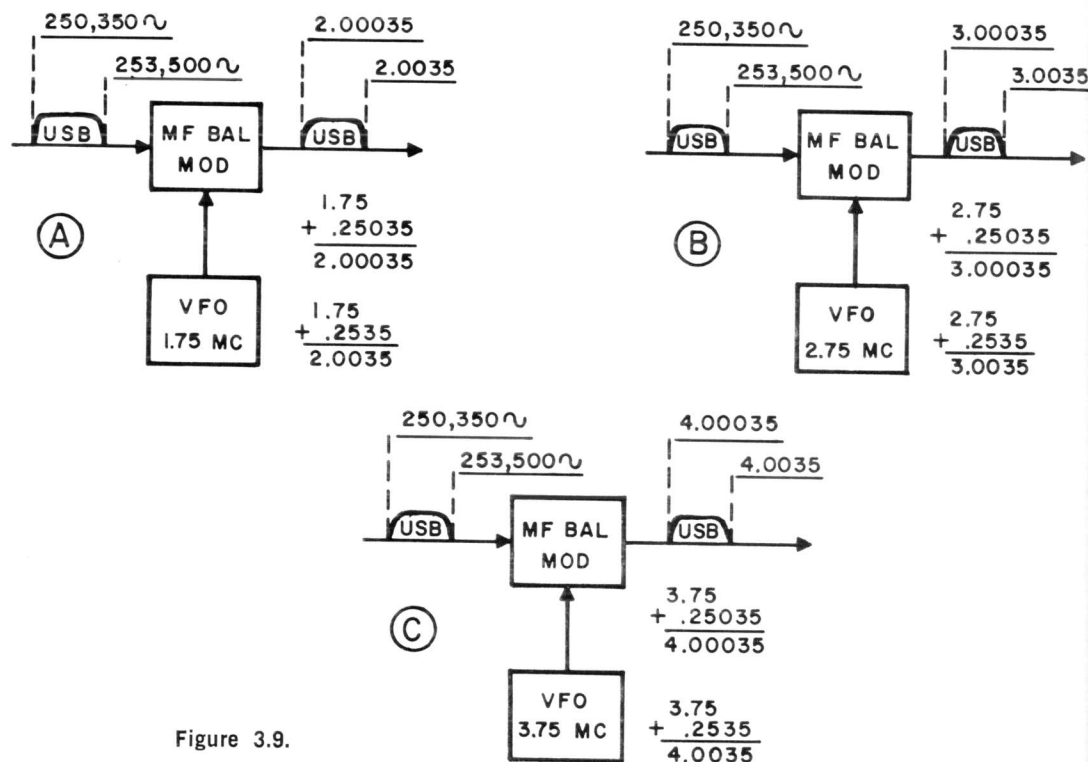 250,350~
253,500~
USB
MF BAL
MOD
2.00035
2.0035
USB
A
VFO
1.75 MC
1.75
+ .25035
2.00035
1.75
+ .2535
2.0035
250,350~
253,500~
USB
MF BAL
MOD
3.00035
3.0035
USB
B
VFO
2.75 MC
2.75
+ .25035
3.00035
2.75
+ .2535
3.0035
250,350~
253,500~
USB
MF BAL
MOD
4.00035
4.0035
USB
C
VFO
3.75 MC
3.75
+ .25035
4.00035
3.75
+ .2535
4.0035
Figure 3.9.